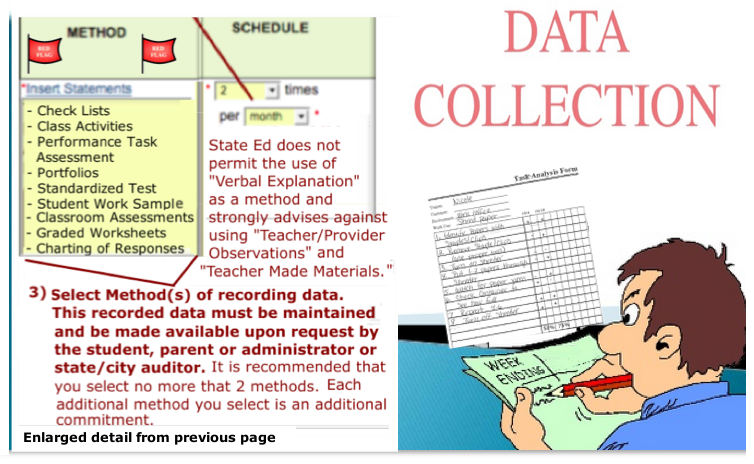 METHOD
RED
FLAG
RED
FLAG
SCHEDULE
*Insert Statements
* 2 times
per month *
- Check Lists
- Class Activities
- Performance Task
Assessment
- Portfolios
- Standardized Test
- Student Work Sample
- Classroom Assessments
- Graded Worksheets
- Charting of Responses
State Ed does not
permit the use of
"Verbal Explanation"
as a method and
strongly advises against
using "Teacher/Provider
Observations" and
"Teacher Made Materials."
3) Select Method(s) of recording data.
This recorded data must be maintained
and be made available upon request by
the student, parent or administrator or
state/city auditor. It is recommended that
you select no more that 2 methods. Each
additional method you select is an additional
commitment.
Enlarged detail from previous page
DATA
COLLECTION
Task Analysis Form
Nicole
Shred Paper
WEEK
ENDING